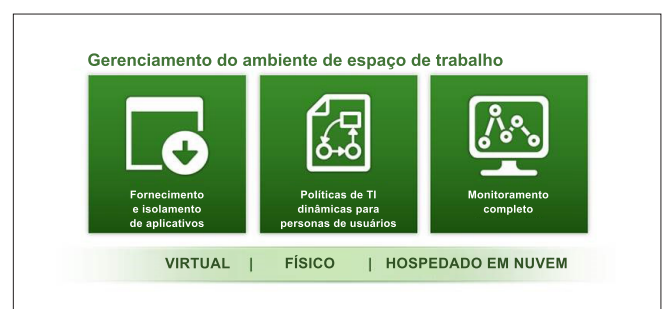 Gerenciamento do ambiente de espaço de trabalho
Fornecimento
e isolamento
de aplicativos
Políticas de TI
dinâmicas para
personas de usuários
Monitoramento
completo
VIRTUAL | FÍSICO | HOSPEDADO EM NUVEM